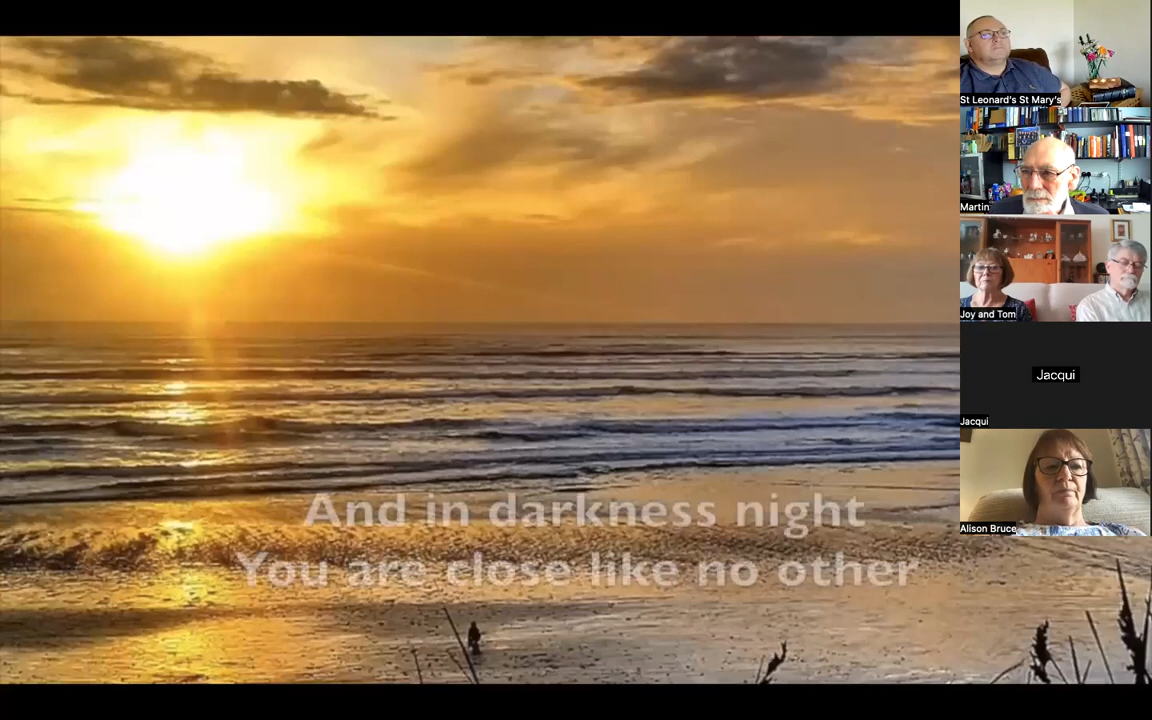 St Leonard's St Mary's
Martin
Joy and Tom
Jacqui
Jacqui
Alison Bruce
And in darkness night
You are close like no other